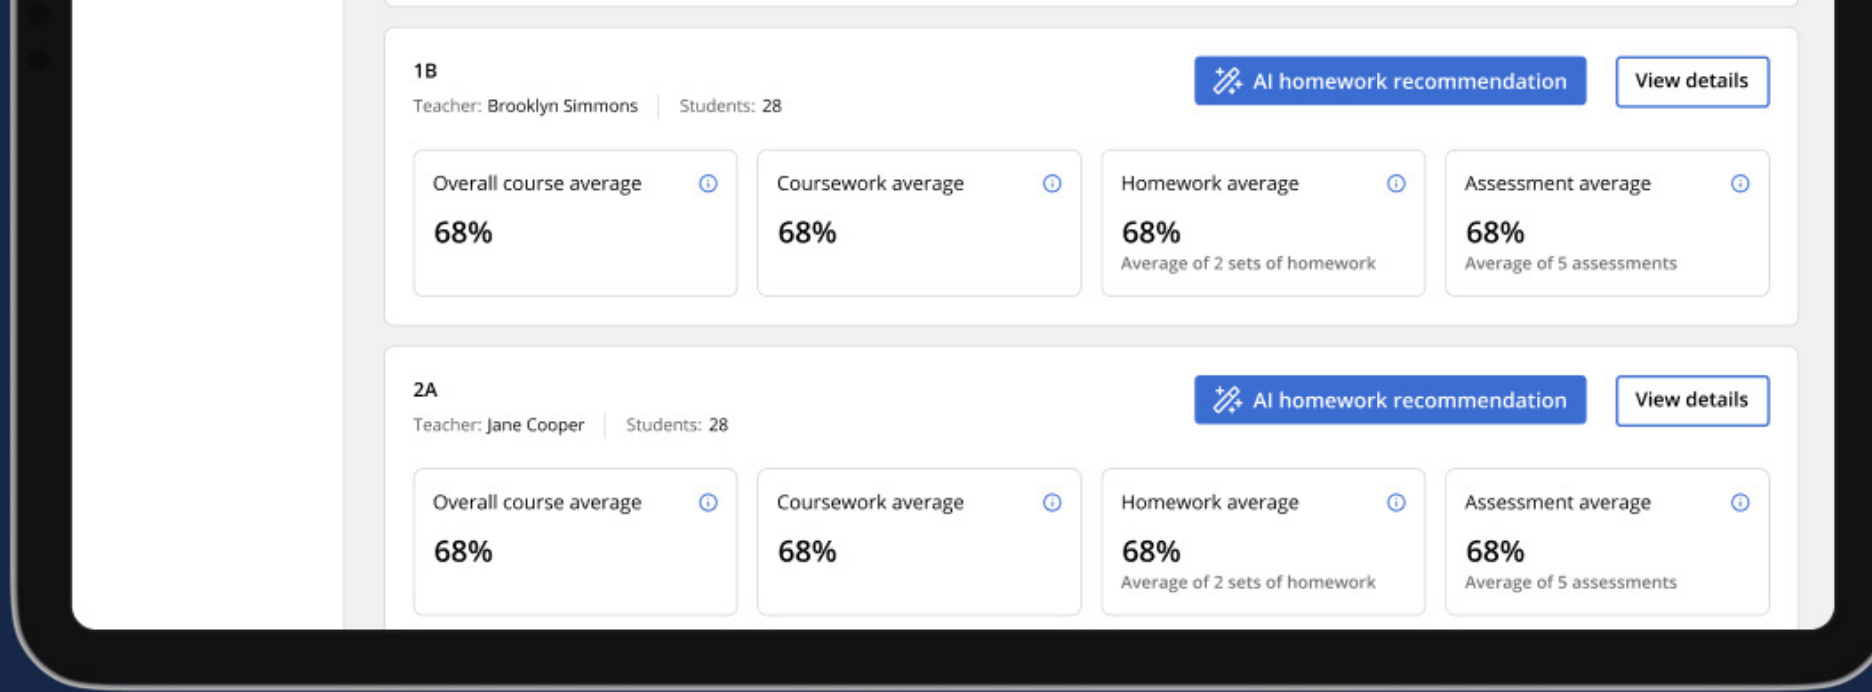 1B
AI homework recommendation
View details
Teacher: Brooklyn Simmons
Students: 28
Overall course average
Coursework average
Homework average
Assessment average
68%
68%
68%
68%
Average of 2 sets of homework
Average of 5 assessments
2A
AI homework recommendation
View details
Teacher: Jane Cooper
Students: 28
Overall course average
Coursework average
Homework average
Assessment average
68%
68%
68%
68%
Average of 2 sets of homework
Average of 5 assessments